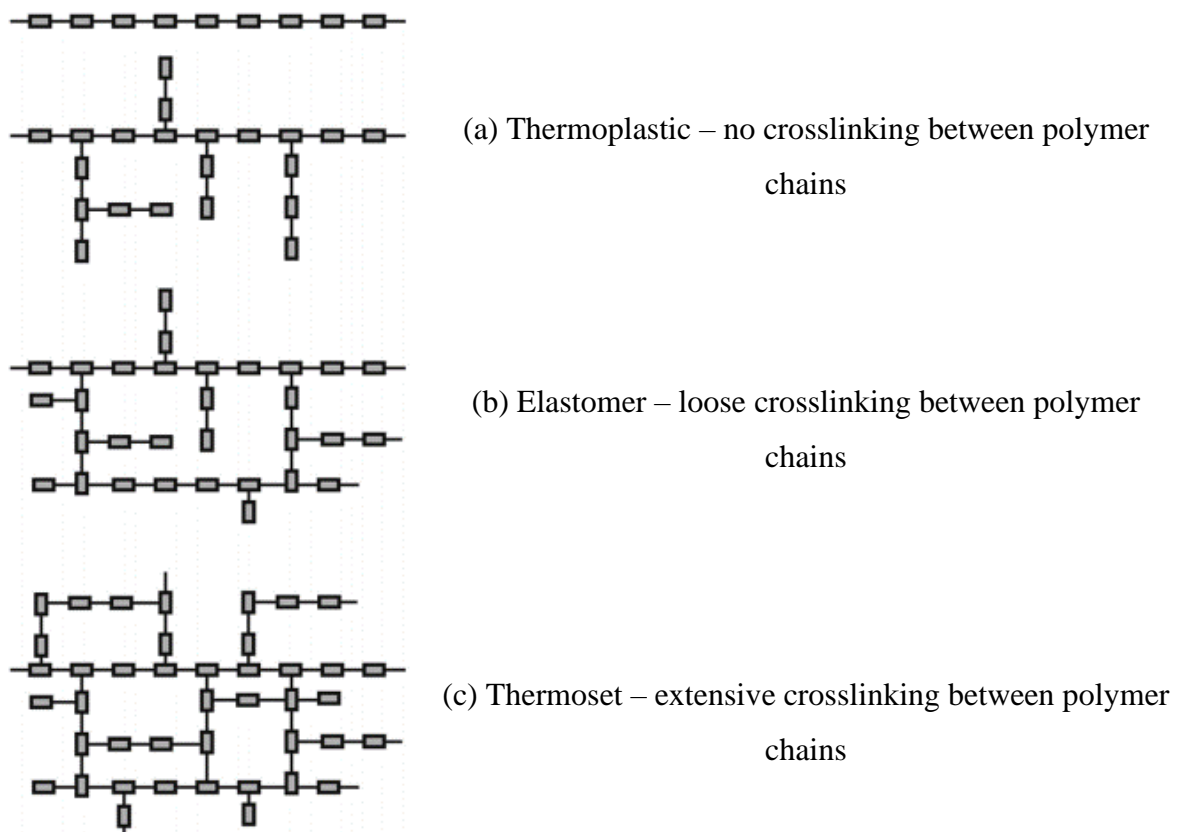 (a) Thermoplastic – no crosslinking between polymer
chains
(b) Elastomer – loose crosslinking between polymer
chains
(c) Thermoset – extensive crosslinking between polymer
chains